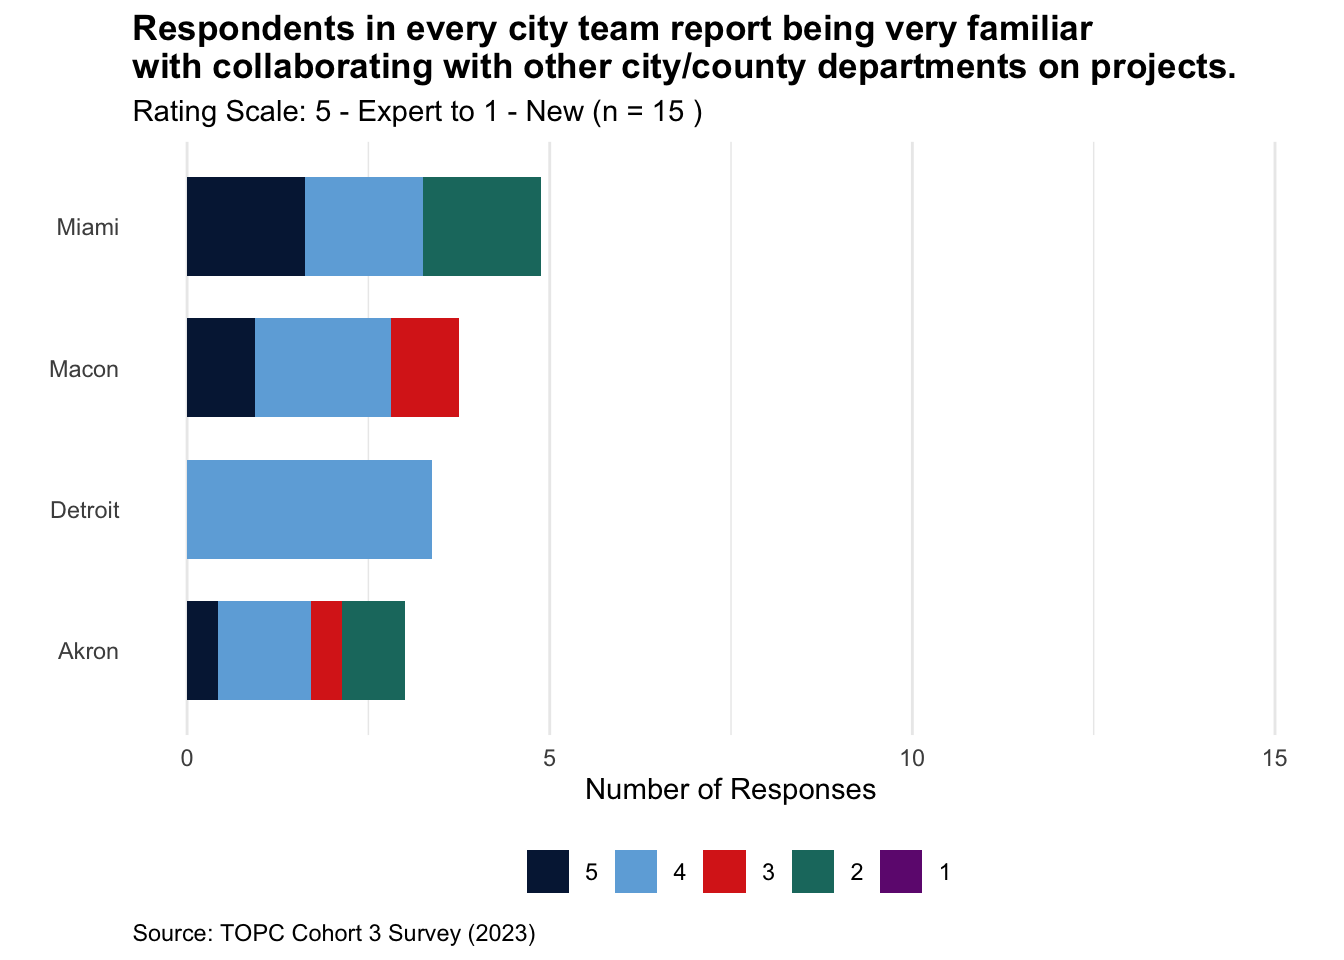 Respondents in every city team report being very familiar
with collaborating with other city/county departments on projects.
Rating Scale: 5 - Expert to 1 - New (n = 15 )
Miami
Macon
Detroit
Akron
0 5 10 15
Number of Responses
5 4 3 2 1
Source: TOPC Cohort 3 Survey (2023)